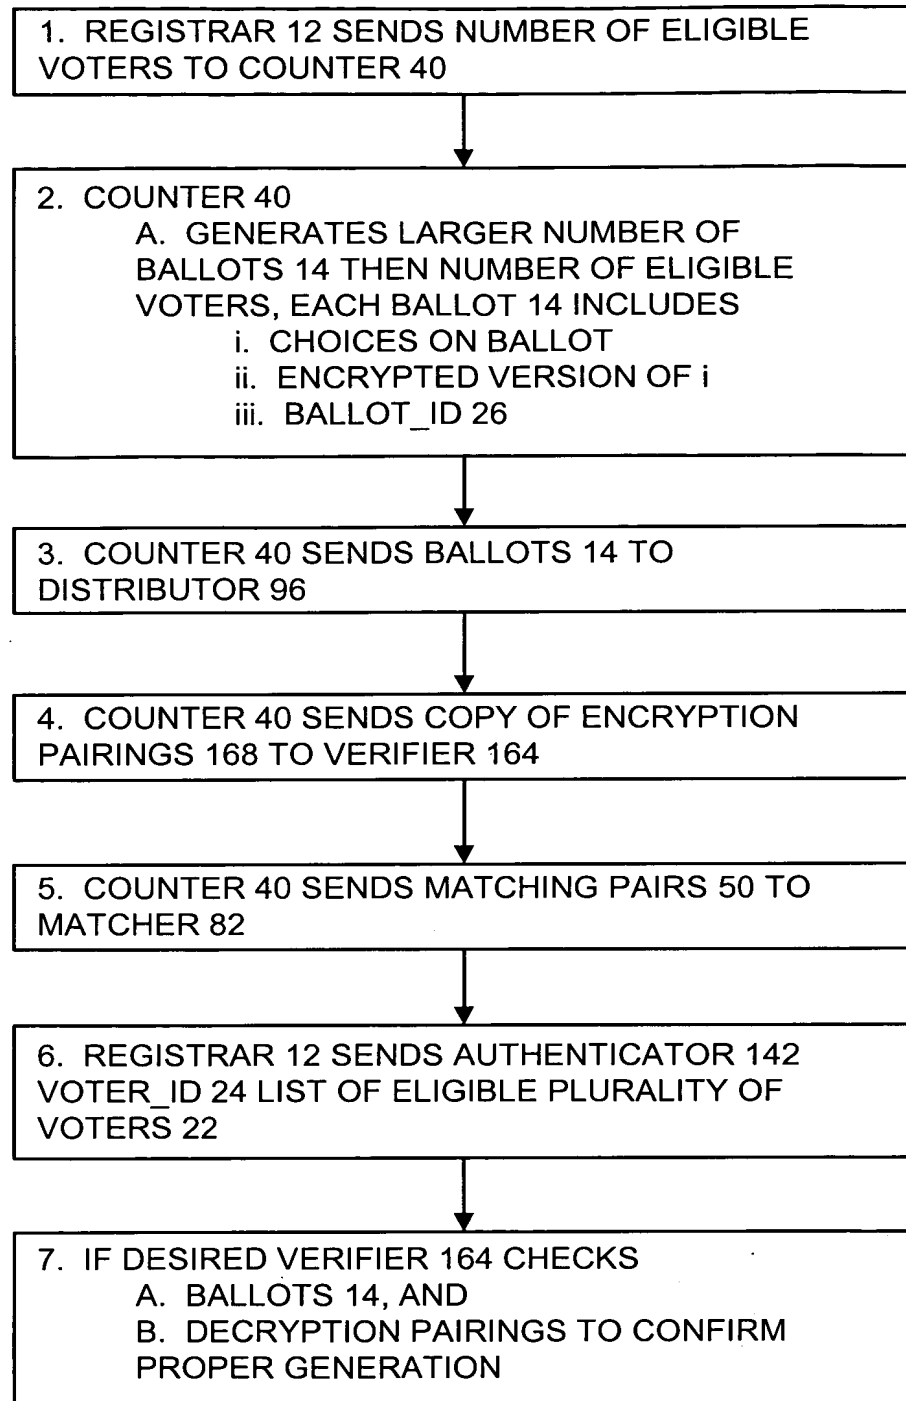 1. REGISTRAR 12 SENDS NUMBER OF ELIGIBLE
VOTERS TO COUNTER 40
2. COUNTER 40
A. GENERATES LARGER NUMBER OF
BALLOTS 14 THEN NUMBER OF ELIGIBLE
VOTERS, EACH BALLOT 14 INCLUDES
i. CHOICES ON BALLOT
ii. ENCRYPTED VERSION OF i
iii. BALLOT_ID 26
3. COUNTER 40 SENDS BALLOTS 14 TO
DISTRIBUTOR 96
4. COUNTER 40 SENDS COPY OF ENCRYPTION
PAIRINGS 168 TO VERIFIER 164
5. COUNTER 40 SENDS MATCHING PAIRS 50 TO
MATCHER 82
6. REGISTRAR 12 SENDS AUTHENTICATOR 142
VOTER_ID 24 LIST OF ELIGIBLE PLURALITY OF
VOTERS 22
7. IF DESIRED VERIFIER 164 CHECKS
A. BALLOTS 14, AND
B. DECRYPTION PAIRINGS TO CONFIRM
PROPER GENERATION